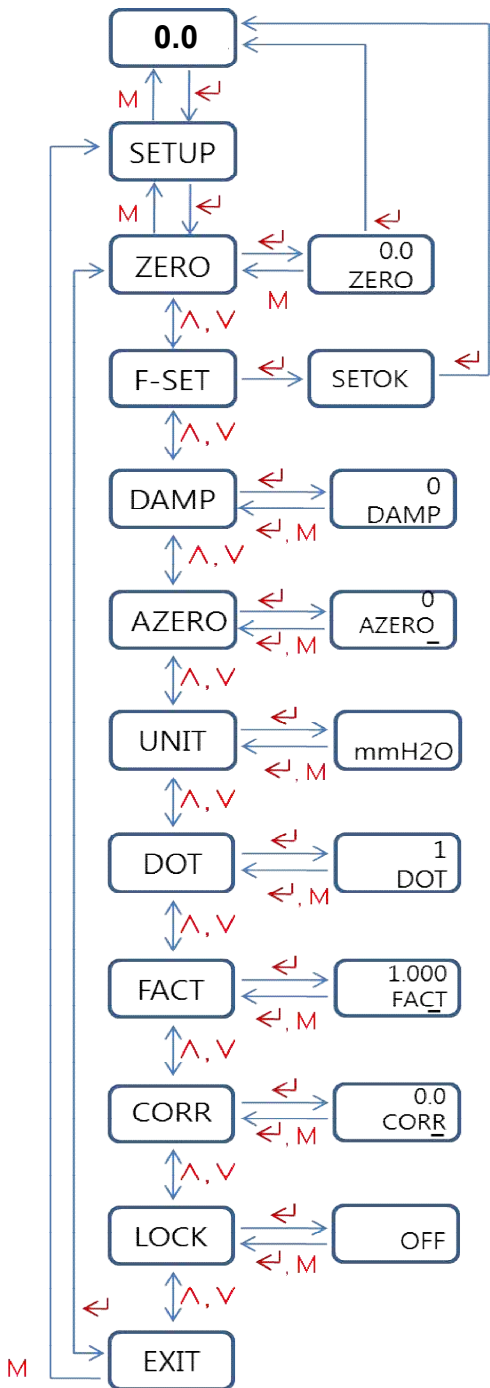 0.0
M ↵
SETUP
M ↵
↵ ↵
ZERO
0.0
ZERO
M
∧, ∨
↵ ↵
F-SET
SETOK
∧, ∨
↵
DAMP
0
DAMP
↵, M
∧, ∨
↵
AZERO
0
AZERO
↵, M
∧, ∨
↵
UNIT
mmH2O
↵, M
∧, ∨
↵
DOT
1
DOT
↵, M
∧, ∨
↵
FACT
1.000
FACT
↵, M
∧, ∨
↵
CORR
0.0
CORR
↵, M
∧, ∨
↵
LOCK
OFF
↵, M
∧, ∨
↵
EXIT
M